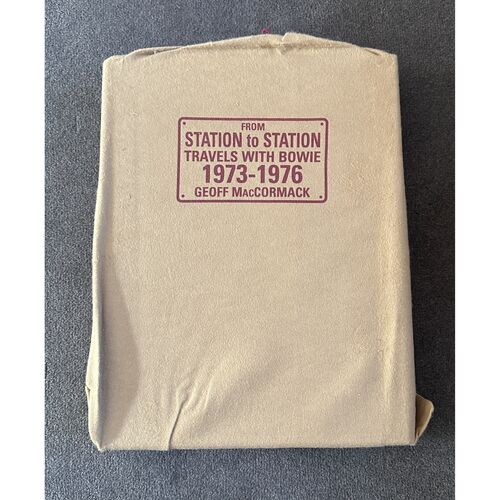 FROM
STATION to STATION
TRAVELS WITH BOWIE
1973-1976
GEOFF MACCORMACK